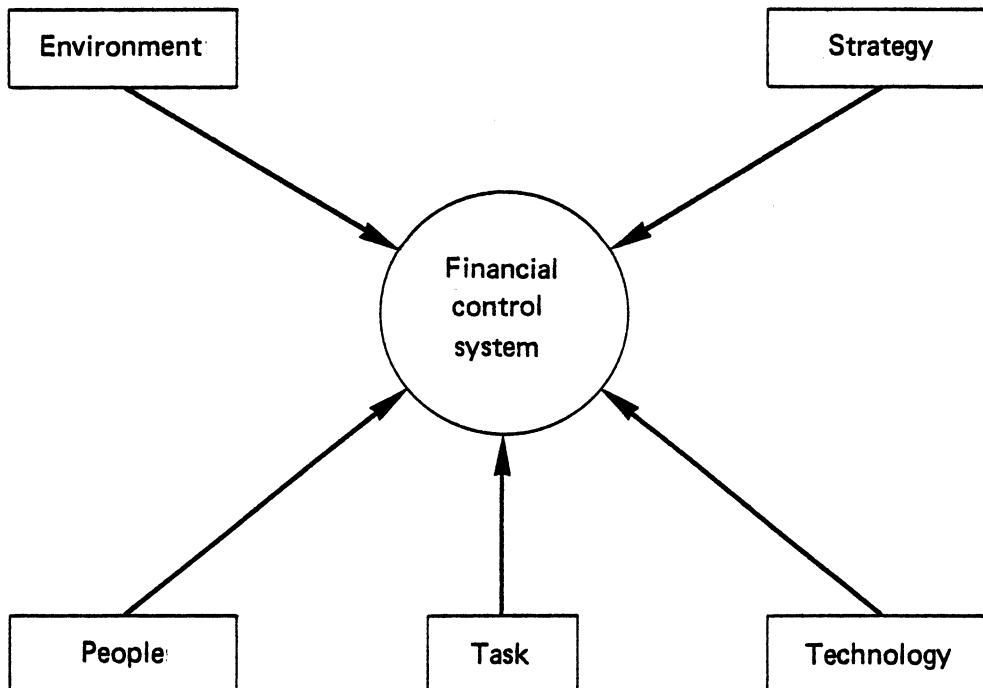 Environment
Strategy
Financial
control
system
People
Task
Technology